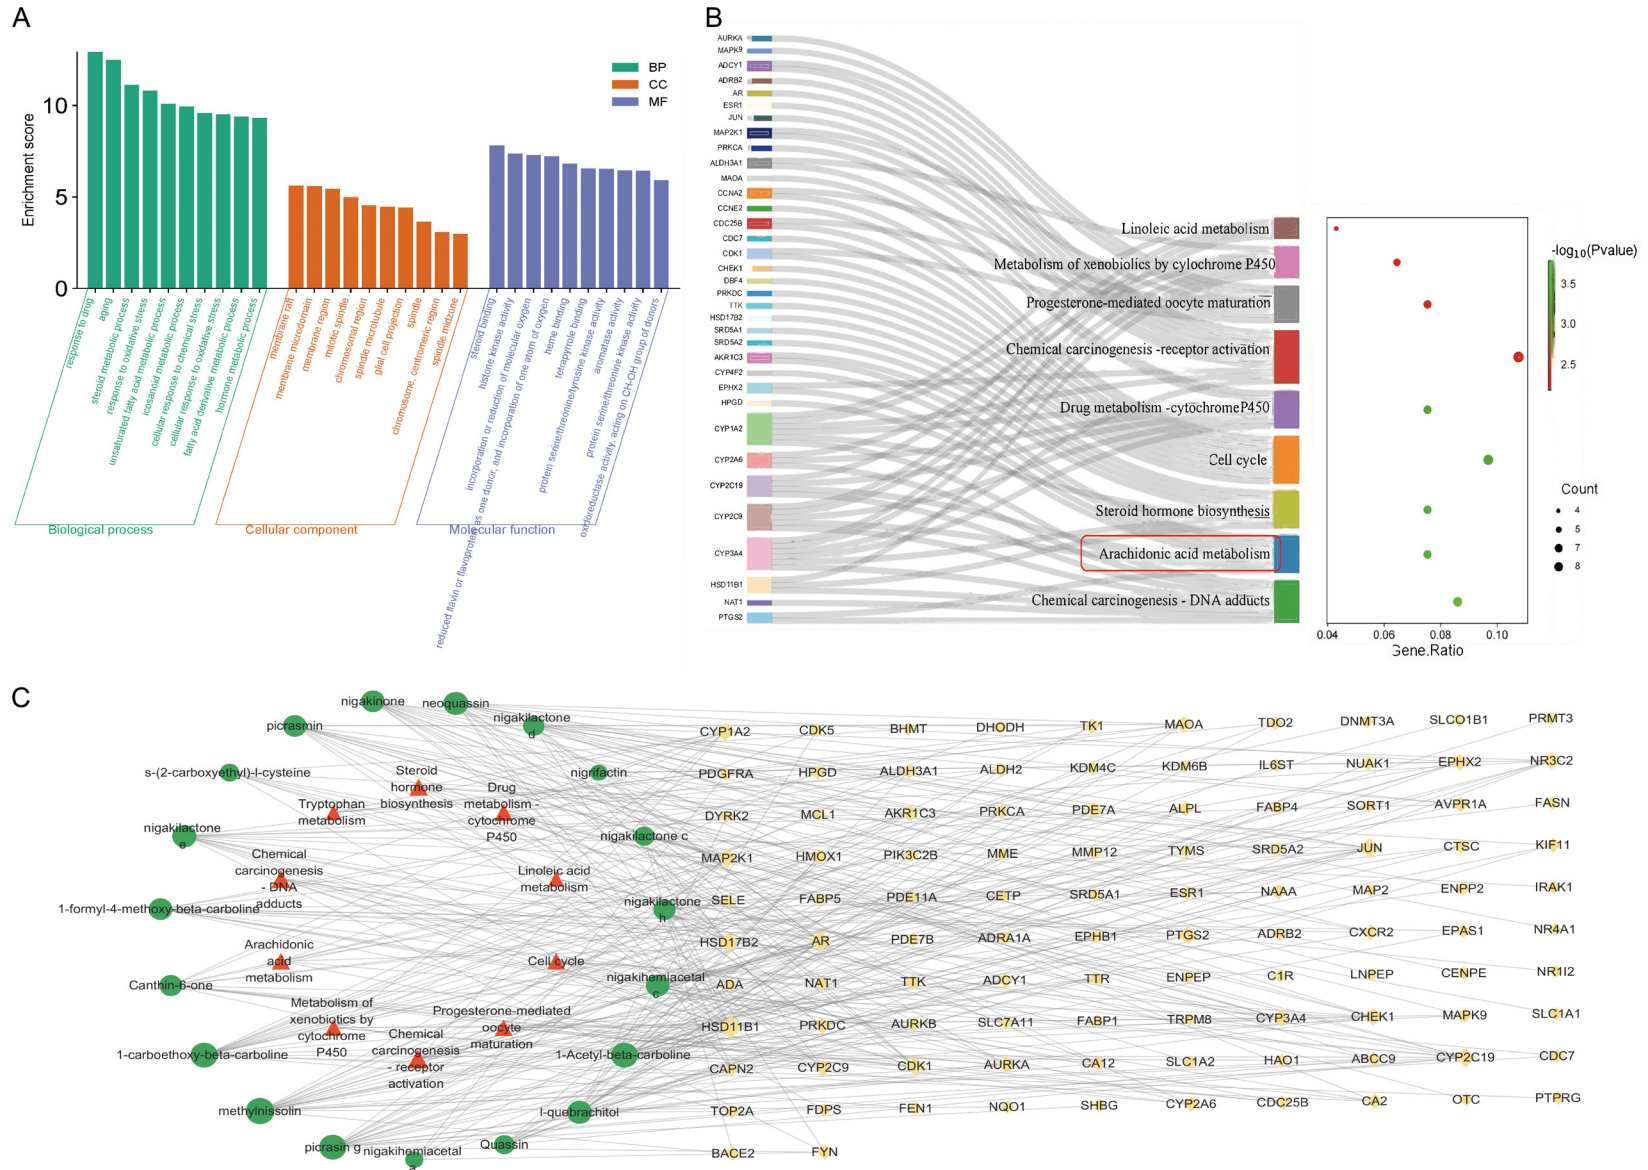 A
10
5
0
Enrichment score
BP
CC
MF
response to drug
aging
steroid metabolic process
response to oxidative stress
unsaturated fatty acid metabolic process
icosanoid metabolic process
cellular response to chemical stress
cellular response to oxidative stress
fatty acid derivative metabolic process
hormone metabolic process
Biological process
membrane raft
membrane microdomain
membrane region
mitotic spindle
chromosomal region
spindle microtubule
glial cell projection
spindle
chromosome, centromeric region
spindle midzone
Cellular component
steroid binding
histone kinase activity
incorporation or reduction of molecular oxygen
reduced flavin or flavoprotein as one donor, and incorporation of one atom of oxygen
heme binding
tetrapyrrole binding
protein serine/threonine/tyrosine kinase activity
aromatase activity
protein serine/threonine kinase activity
oxidoreductase activity, acting on CH-OH group of donors
Molecular function
B
AURKA
MAPK9
ADCY1
ADRB2
AR
ESR1
JUN
MAP2K1
PRKCA
ALDH3A1
MAOA
CCNA2
CCNE2
CDC25B
CDC7
CDK1
CHEK1
DBF4
PRKDC
TTK
HSD17B2
SRD5A1
SRD5A2
AKR1C3
CYP4F2
EPHX2
HPGD
CYP1A2
CYP2A6
CYP2C19
CYP2C9
CYP3A4
HSD11B1
NAT1
PTGS2
Linoleic acid metabolism
Metabolism of xenobiolics by cylochrome P450
Progesterone-mediated oocyte maturation
Chemical carcinogenesis -receptor activation
Drug metabolism -cytochromeP450
Cell cycle
Steroid hormone biosynthesis
Arachidonic acid metabolism
Chemical carcinogenesis - DNA adducts
0.04 0.06 0.08 0.10
Gene.Ratio
-log10(Pvalue)
3.5
3.0
2.5
Count
4
5
7
8
C
nigakinone
neoquassin
nigakilactone
d
picrasmin
s-(2-carboxyethyl)-l-cysteine
nigrifactin
nigakilactone
e
nigakilactone c
1-formyl-4-methoxy-beta-carboline
nigakilactone
h
Canthin-6-one
nigakihemiacetal
c
1-carboethoxy-beta-carboline
1-Acetyl-beta-carboline
methylnissolin
l-quebrachitol
picrasin g
nigakihemiacetal
a
Quassin
Steroid
hormone
biosynthesis
Tryptophan
metabolism
Drug
metabolism -
cytochrome
P450
Chemical
carcinogenesis
- DNA
adducts
Linoleic acid
metabolism
Arachidonic
acid
metabolism
Cell cycle
Metabolism of
xenobiotics by
cytochrome
P450
Progesterone-mediated
oocyte
maturation
Chemical
carcinogenesis
- receptor
activation
CYP1A2 CDK5 BHMT DHODH TK1 MAOA TDO2 DNMT3A SLCO1B1 PRMT3
PDGFRA HPGD ALDH3A1 ALDH2 KDM4C KDM6B IL6ST NUAK1 EPHX2 NR3C2
DYRK2 MCL1 AKR1C3 PRKCA PDE7A ALPL FABP4 SORT1 AVPR1A FASN
MAP2K1 HMOX1 PIK3C2B MME MMP12 TYMS SRD5A2 JUN CTSC KIF11
SELE FABP5 PDE11A CETP SRD5A1 ESR1 NAAA MAP2 ENPP2 IRAK1
HSD17B2 AR PDE7B ADRA1A EPHB1 PTGS2 ADRB2 CXCR2 EPAS1 NR4A1
ADA NAT1 TTK ADCY1 TTR ENPEP C1R LNPEP CENPE NR1I2
HSD11B1 PRKDC AURKB SLC7A11 FABP1 TRPM8 CYP3A4 CHEK1 MAPK9 SLC1A1
CAPN2 CYP2C9 CDK1 AURKA CA12 SLC1A2 HAO1 ABCC9 CYP2C19 CDC7
TOP2A FDPS FEN1 NQO1 SHBG CYP2A6 CDC25B CA2 OTC PTPRG
BACE2 FYN